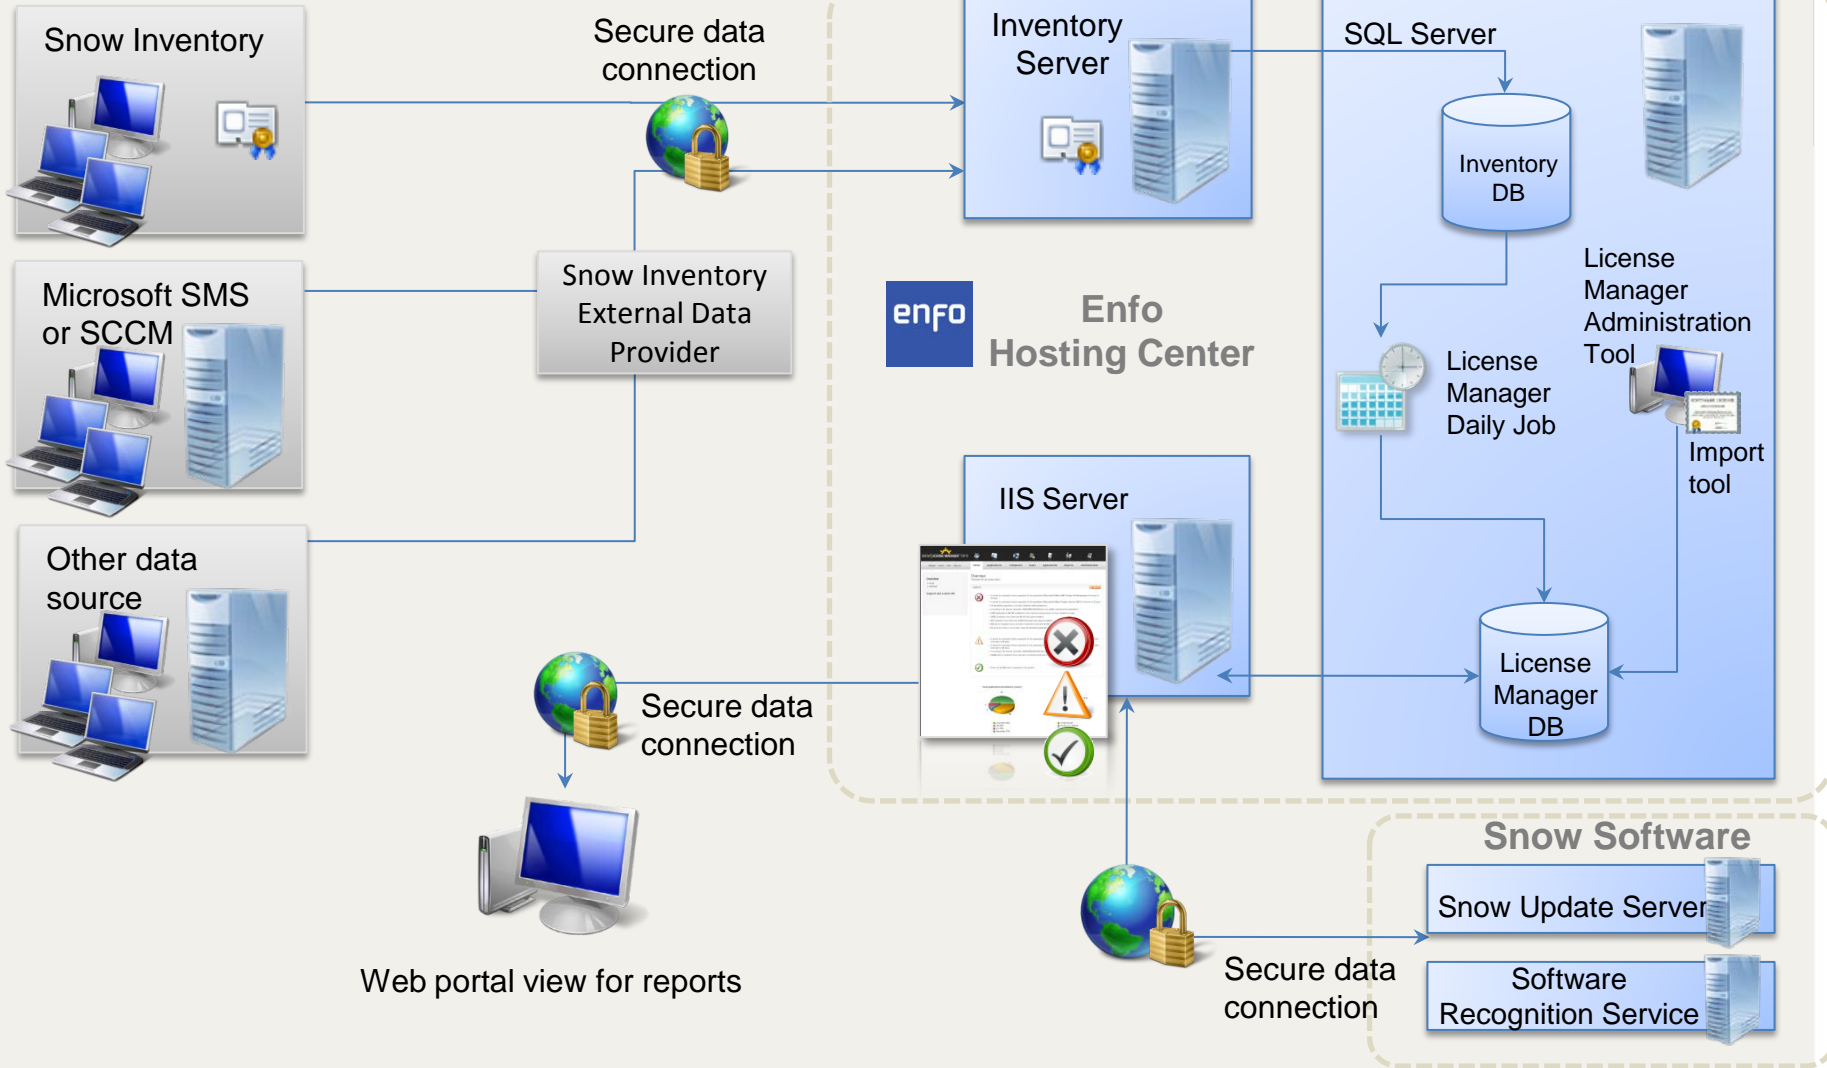 Snow Inventory
Secure data
connection
Inventory
Server
SQL Server
Inventory
DB
Microsoft SMS
or SCCM
Snow Inventory
External Data
Provider
enfo
Enfo
Hosting Center
License
Manager
Administration
Tool
License
Manager
Daily Job
Import
tool
IIS Server
Other data
source
Secure data
connection
License
Manager
DB
Web portal view for reports
Snow Software
Snow Update Server
Secure data
connection
Software
Recognition Service